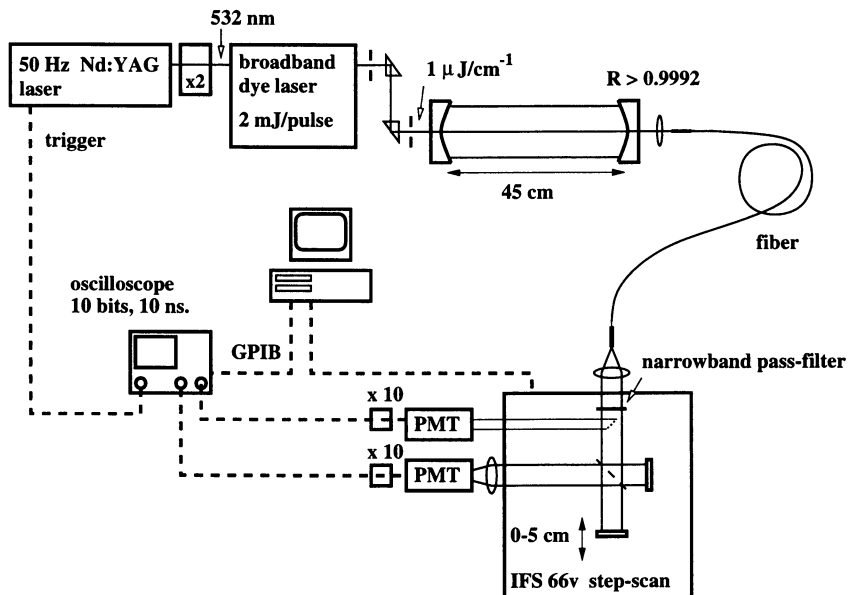 532 nm
50 Hz Nd:YAG
laser
x2
broadband
dye laser
2 mJ/pulse
1 μ J/cm⁻¹
R > 0.9992
trigger
45 cm
fiber
oscilloscope
10 bits, 10 ns.
GPIB
narrowband pass-filter
x 10
PMT
x 10
PMT
0-5 cm
IFS 66v step-scan